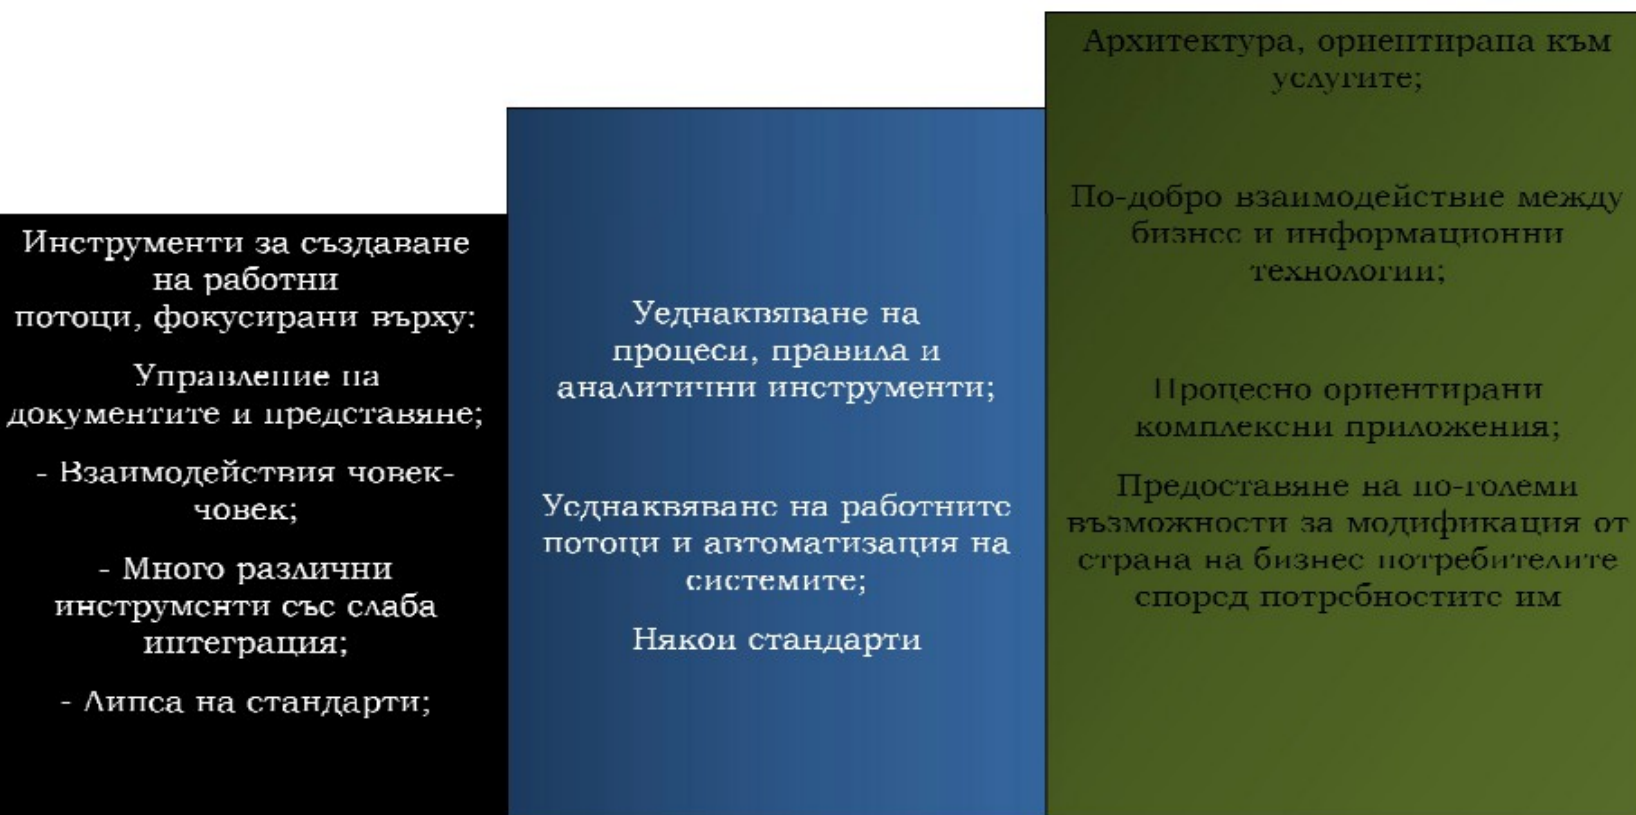 Инструменти за създаване
на работни
потоци, фокусирани върху:
Управление на
документите и представяне;
- Взаимодействия човек-
човек;
- Много различни
инструменти със слаба
интеграция;
- Липса на стандарти;
Уеднаквяване на
процеси, правила и
аналитични инструменти;
Уеднаквяване на работните
потоци и автоматизация на
системите;
Някои стандарти
Архитектура, ориентирана към
услугите;
По-добро взаимодействие между
бизнес и информационни
технологии;
Процесно ориентирани
комплексни приложения;
Предоставяне на по-големи
възможности за модификация от
страна на бизнес потребителите
според потребностите им